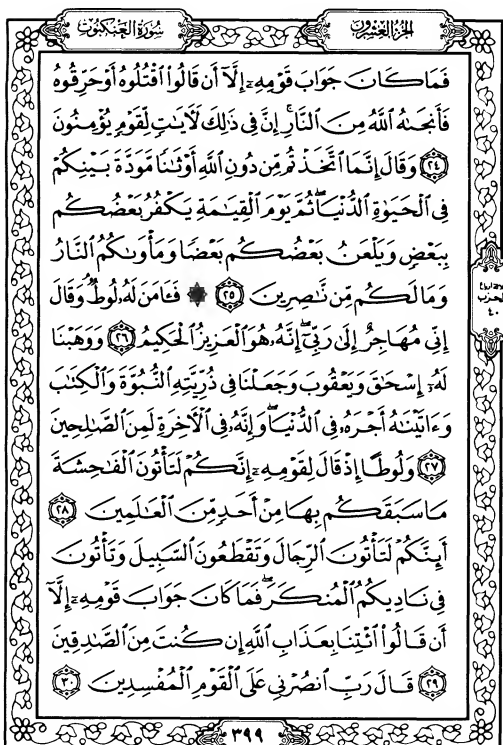 الجزء العشرون
سورة العنكبوت
فَمَا كَانَ جَوَابَ قَوْمِهِۦٓ إِلَّآ أَن قَالُوا۟ ٱقْتُلُوهُ أَوْ حَرِّقُوهُ
فَأَنجَىٰهُ ٱللَّهُ مِنَ ٱلنَّارِ ۚ إِنَّ فِى ذَٰلِكَ لَءَايَٰتٍ لِّقَوْمٍ يُؤْمِنُونَ
٢٤ وَقَالَ إِنَّمَا ٱتَّخَذْتُم مِّن دُونِ ٱللَّهِ أَوْثَٰنًا مَّوَدَّةَ بَيْنِكُمْ
فِى ٱلْحَيَوٰةِ ٱلدُّنْيَا ۖ ثُمَّ يَوْمَ ٱلْقِيَٰمَةِ يَكْفُرُ بَعْضُكُم
بِبَعْضٍ وَيَلْعَنُ بَعْضُكُم بَعْضًا وَمَأْوَىٰكُمُ ٱلنَّارُ
وَمَا لَكُم مِّن نَّٰصِرِينَ ٢٥ ۞ فَـَٔامَنَ لَهُۥ لُوطٌ ۘ وَقَالَ
إِنِّى مُهَاجِرٌ إِلَىٰ رَبِّىٓ ۖ إِنَّهُۥ هُوَ ٱلْعَزِيزُ ٱلْحَكِيمُ ٢٦ وَوَهَبْنَا
لَهُۥٓ إِسْحَٰقَ وَيَعْقُوبَ وَجَعَلْنَا فِى ذُرِّيَّتِهِ ٱلنُّبُوَّةَ وَٱلْكِتَٰبَ
وَءَاتَيْنَٰهُ أَجْرَهُۥ فِى ٱلدُّنْيَا ۖ وَإِنَّهُۥ فِى ٱلْءَاخِرَةِ لَمِنَ ٱلصَّٰلِحِينَ
٢٧ وَلُوطًا إِذْ قَالَ لِقَوْمِهِۦٓ إِنَّكُمْ لَتَأْتُونَ ٱلْفَٰحِشَةَ
مَا سَبَقَكُم بِهَا مِنْ أَحَدٍ مِّنَ ٱلْعَٰلَمِينَ ٢٨
أَئِنَّكُمْ لَتَأْتُونَ ٱلرِّجَالَ وَتَقْطَعُونَ ٱلسَّبِيلَ وَتَأْتُونَ
فِى نَادِيكُمُ ٱلْمُنكَرَ ۖ فَمَا كَانَ جَوَابَ قَوْمِهِۦٓ إِلَّآ
أَن قَالُوا۟ ٱئْتِنَا بِعَذَابِ ٱللَّهِ إِن كُنتَ مِنَ ٱلصَّٰدِقِينَ
٢٩ قَالَ رَبِّ ٱنصُرْنِى عَلَى ٱلْقَوْمِ ٱلْمُفْسِدِينَ ٣٠
الحزب
٤٠
٣٩٩